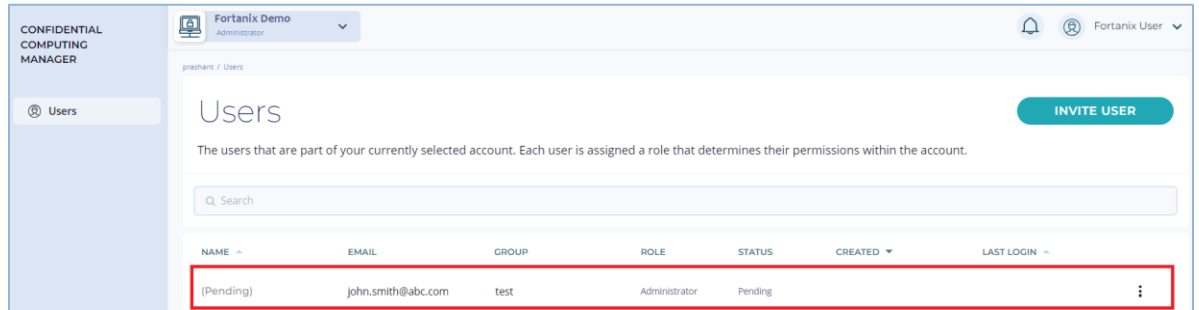 CONFIDENTIAL
COMPUTING
MANAGER
Users
Fortanix Demo
Administrator
Fortanix User
prashant / Users
Users
INVITE USER
The users that are part of your currently selected account. Each user is assigned a role that determines their permissions within the account.
Search
NAME EMAIL GROUP ROLE STATUS CREATED LAST LOGIN
(Pending) john.smith@abc.com test Administrator Pending